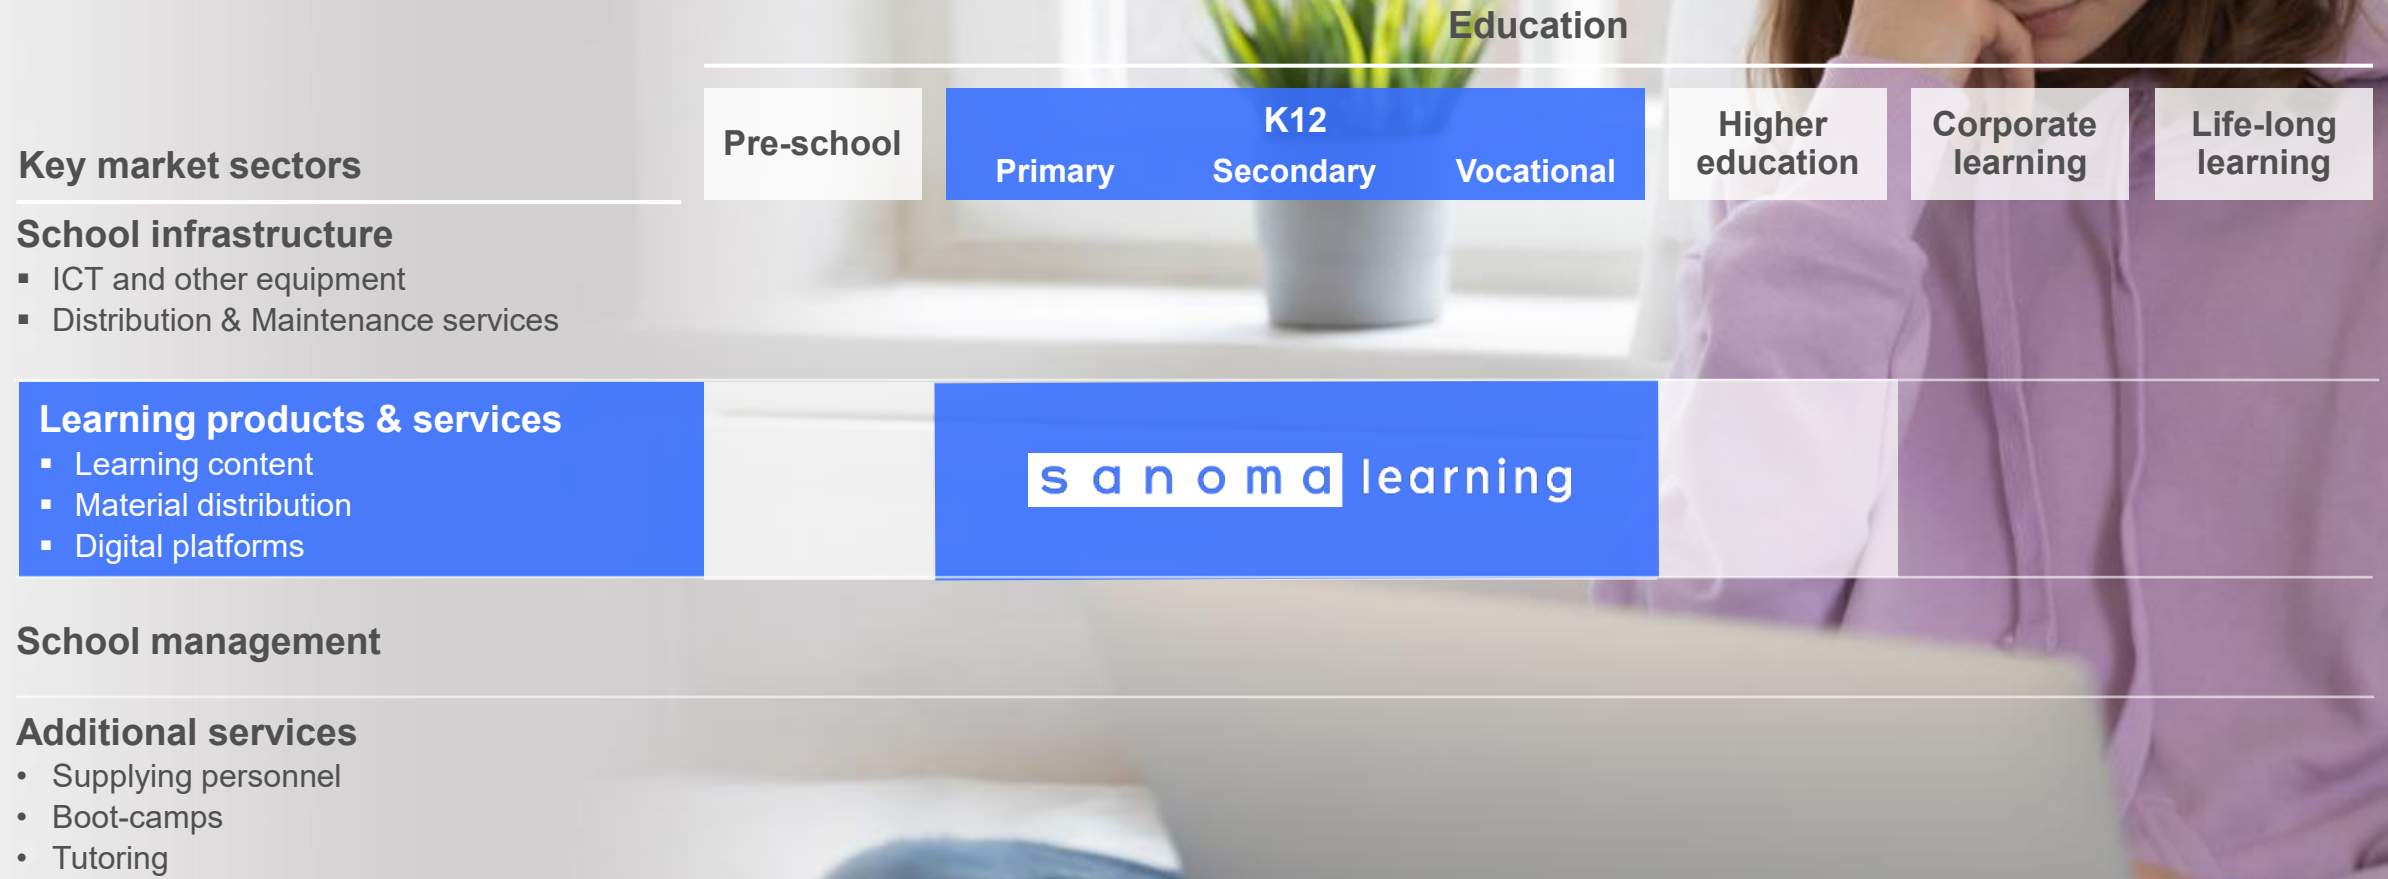 Education
Key market sectors
Pre-school
K12
Primary Secondary Vocational
Higher
education
Corporate
learning
Life-long
learning
School infrastructure
▪ ICT and other equipment
▪ Distribution & Maintenance services
Learning products & services
▪ Learning content
▪ Material distribution
▪ Digital platforms
sanoma learning
School management
Additional services
• Supplying personnel
• Boot-camps
• Tutoring